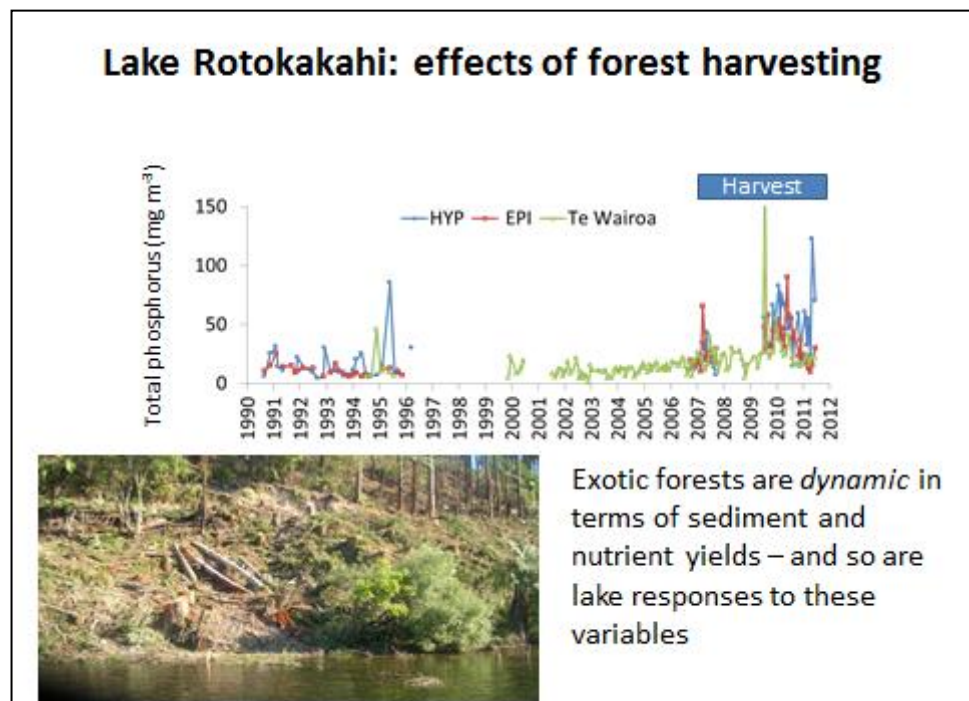 Lake Rotokakahi: effects of forest harvesting
Harvest
Total phosphorus (mg m-3)
150
100
50
0
HYP EPI Te Wairoa
1990 1991 1992 1993 1994 1995 1996 1997 1998 1999 2000 2001 2002 2003 2004 2005 2006 2007 2008 2009 2010 2011 2012
Exotic forests are dynamic in
terms of sediment and
nutrient yields – and so are
lake responses to these
variables